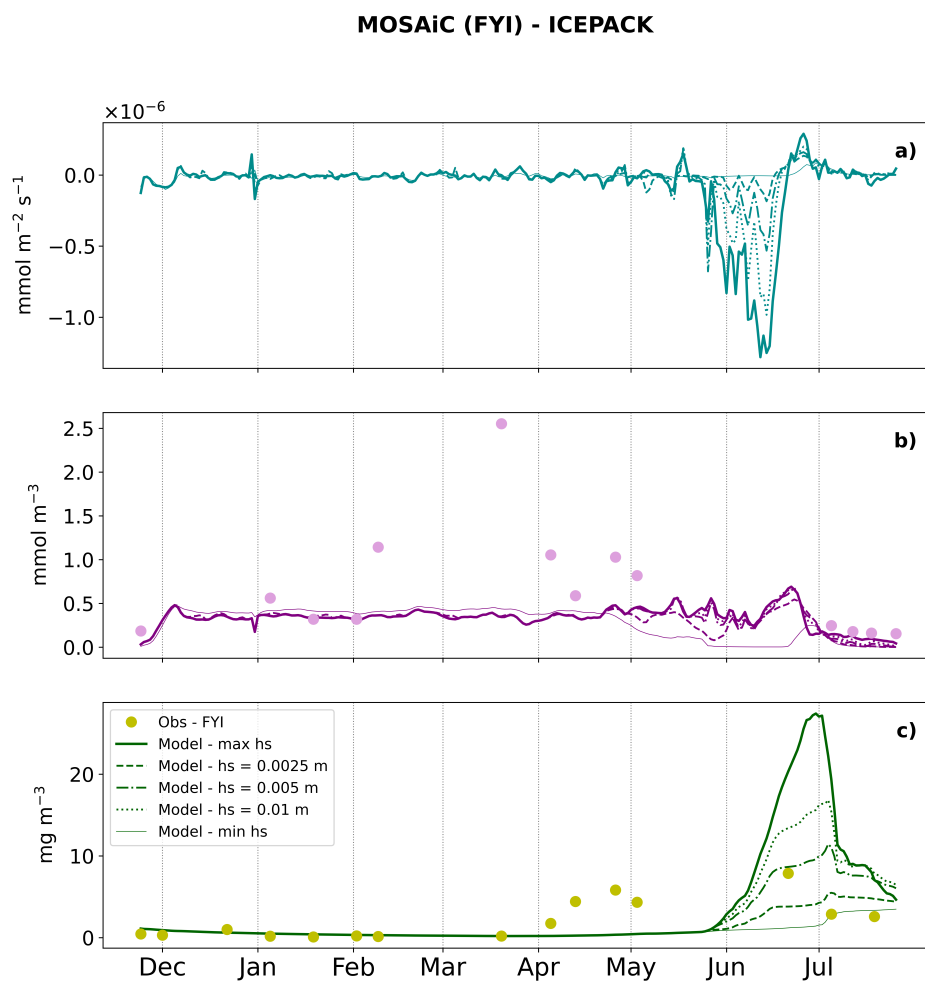 MOSAiC (FYI) - ICEPACK
×10⁻⁶
a)
0.0
−0.5
−1.0
mmol m⁻² s⁻¹
b)
2.5
2.0
1.5
1.0
0.5
0.0
mmol m⁻³
c)
Obs - FYI
Model - max hs
Model - hs = 0.0025 m
Model - hs = 0.005 m
Model - hs = 0.01 m
Model - min hs
20
10
0
mg m⁻³
Dec Jan Feb Mar Apr May Jun Jul